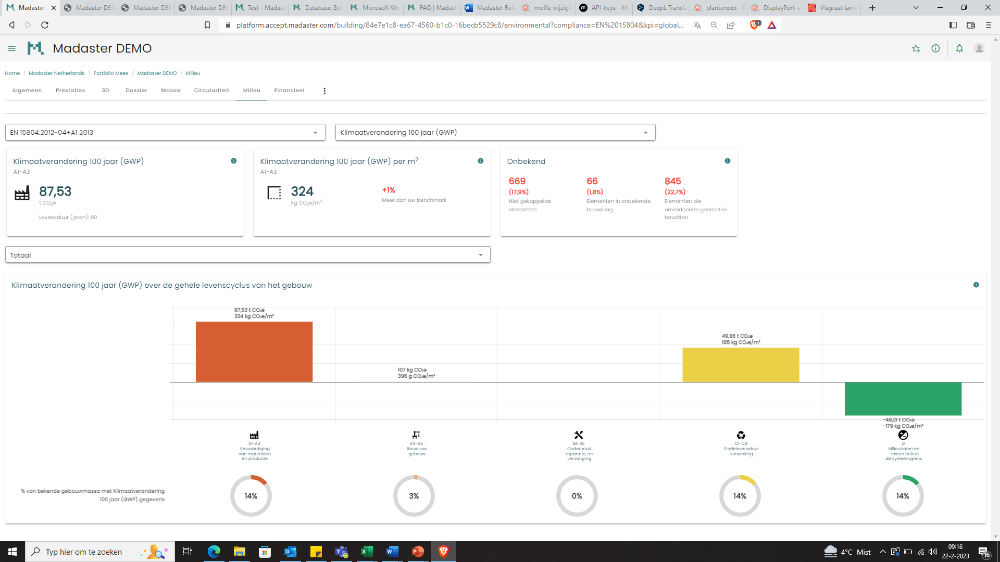 Madaster
Madaster DEM
Madaster DEM
Madaster DEM
Test - Madast
Database Geb
Microsoft Wo
FAQ | Madast
Madaster Rel
mollie wijzigin
API-keys - Mo
DeepL Transla
plantenpot - B
DisplayPort-a
Visgraat lami
platform.accept.madaster.com/building/84e7e1c8-ea67-4560-b1c0-16becb5529c8/environmental?compliance=EN%2015804&kpi=global...
1
Madaster DEMO
Home / Madaster Netherlands / Portfolio Mees / Madaster DEMO / Milieu
Algemeen Prestaties 3D Dossier Massa Circulariteit Milieu Financieel
EN 15804:2012-04+A1 2013
Klimaatverandering 100 jaar (GWP)
Klimaatverandering 100 jaar (GWP)
A1-A3
87,53
t CO₂e
Levensduur (jaren): 60
Klimaatverandering 100 jaar (GWP) per m²
A1-A3
324
kg CO₂e/m²
+1%
Meer dan uw benchmark
Onbekend
669
(17,9%)
Niet gekoppelde
elementen
66
(1,8%)
Elementen in onbekende
bouwlaag
845
(22,7%)
Elementen die
onvoldoende geometrie
bevatten
Totaal
Klimaatverandering 100 jaar (GWP) over de gehele levenscyclus van het gebouw
87,53 t CO₂e
324 kg CO₂e/m²
107 kg CO₂e
396 g CO₂e/m²
49,96 t CO₂e
185 kg CO₂e/m²
-48,21 t CO₂e
-179 kg CO₂e/m²
A1-A3
Vervaardiging
van materialen
en producte
A4-A5
Bouw van
gebouw
B1-B5
Onderhoud
reparatie, en
vervanging
C1-C4
Eindelevensduur
verwerking
D
Milieubaten en
-lasten buiten
de systeemgrens
% van bekende gebouwmassa met Klimaatverandering
100 jaar (GWP) gegevens
14%
3%
0%
14%
14%
Typ hier om te zoeken
4°C Mist
09:16
22-2-2023
16